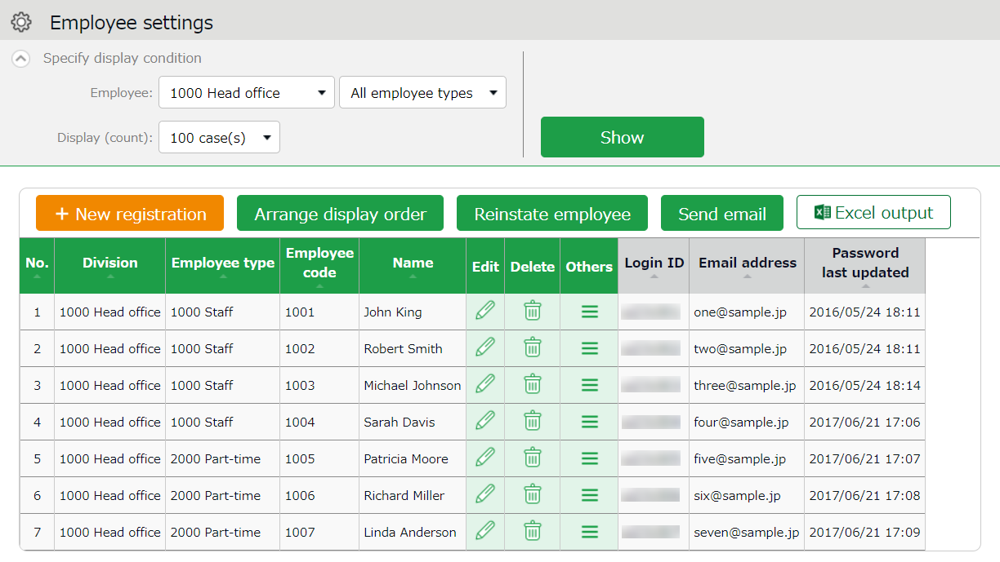 Employee settings
Specify display condition
Employee: 1000 Head office All employee types
Display (count): 100 case(s)
Show
+ New registration Arrange display order Reinstate employee Send email Excel output
No. Division Employee type Employee code Name Edit Delete Others Login ID Email address Password last updated
1 1000 Head office 1000 Staff 1001 John King one@sample.jp 2016/05/24 18:11
2 1000 Head office 1000 Staff 1002 Robert Smith two@sample.jp 2016/05/24 18:11
3 1000 Head office 1000 Staff 1003 Michael Johnson three@sample.jp 2016/05/24 18:14
4 1000 Head office 1000 Staff 1004 Sarah Davis four@sample.jp 2017/06/21 17:06
5 1000 Head office 2000 Part-time 1005 Patricia Moore five@sample.jp 2017/06/21 17:07
6 1000 Head office 2000 Part-time 1006 Richard Miller six@sample.jp 2017/06/21 17:08
7 1000 Head office 2000 Part-time 1007 Linda Anderson seven@sample.jp 2017/06/21 17:09